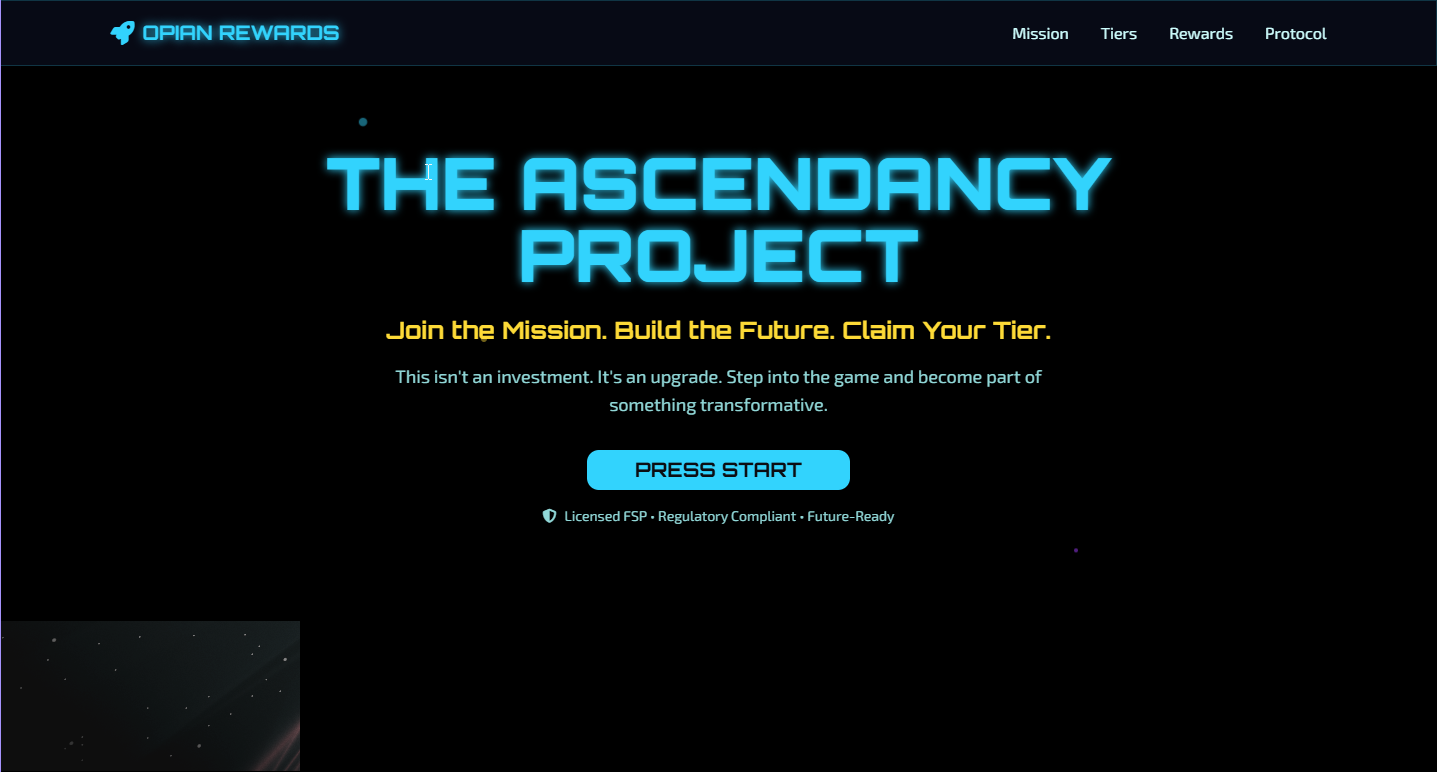 OPIAN REWARDS
Mission
Tiers
Rewards
Protocol
THE ASCENDANCY
PROJECT
Join the Mission. Build the Future. Claim Your Tier.
This isn't an investment. It's an upgrade. Step into the game and become part of
something transformative.
PRESS START
Licensed FSP • Regulatory Compliant • Future-Ready